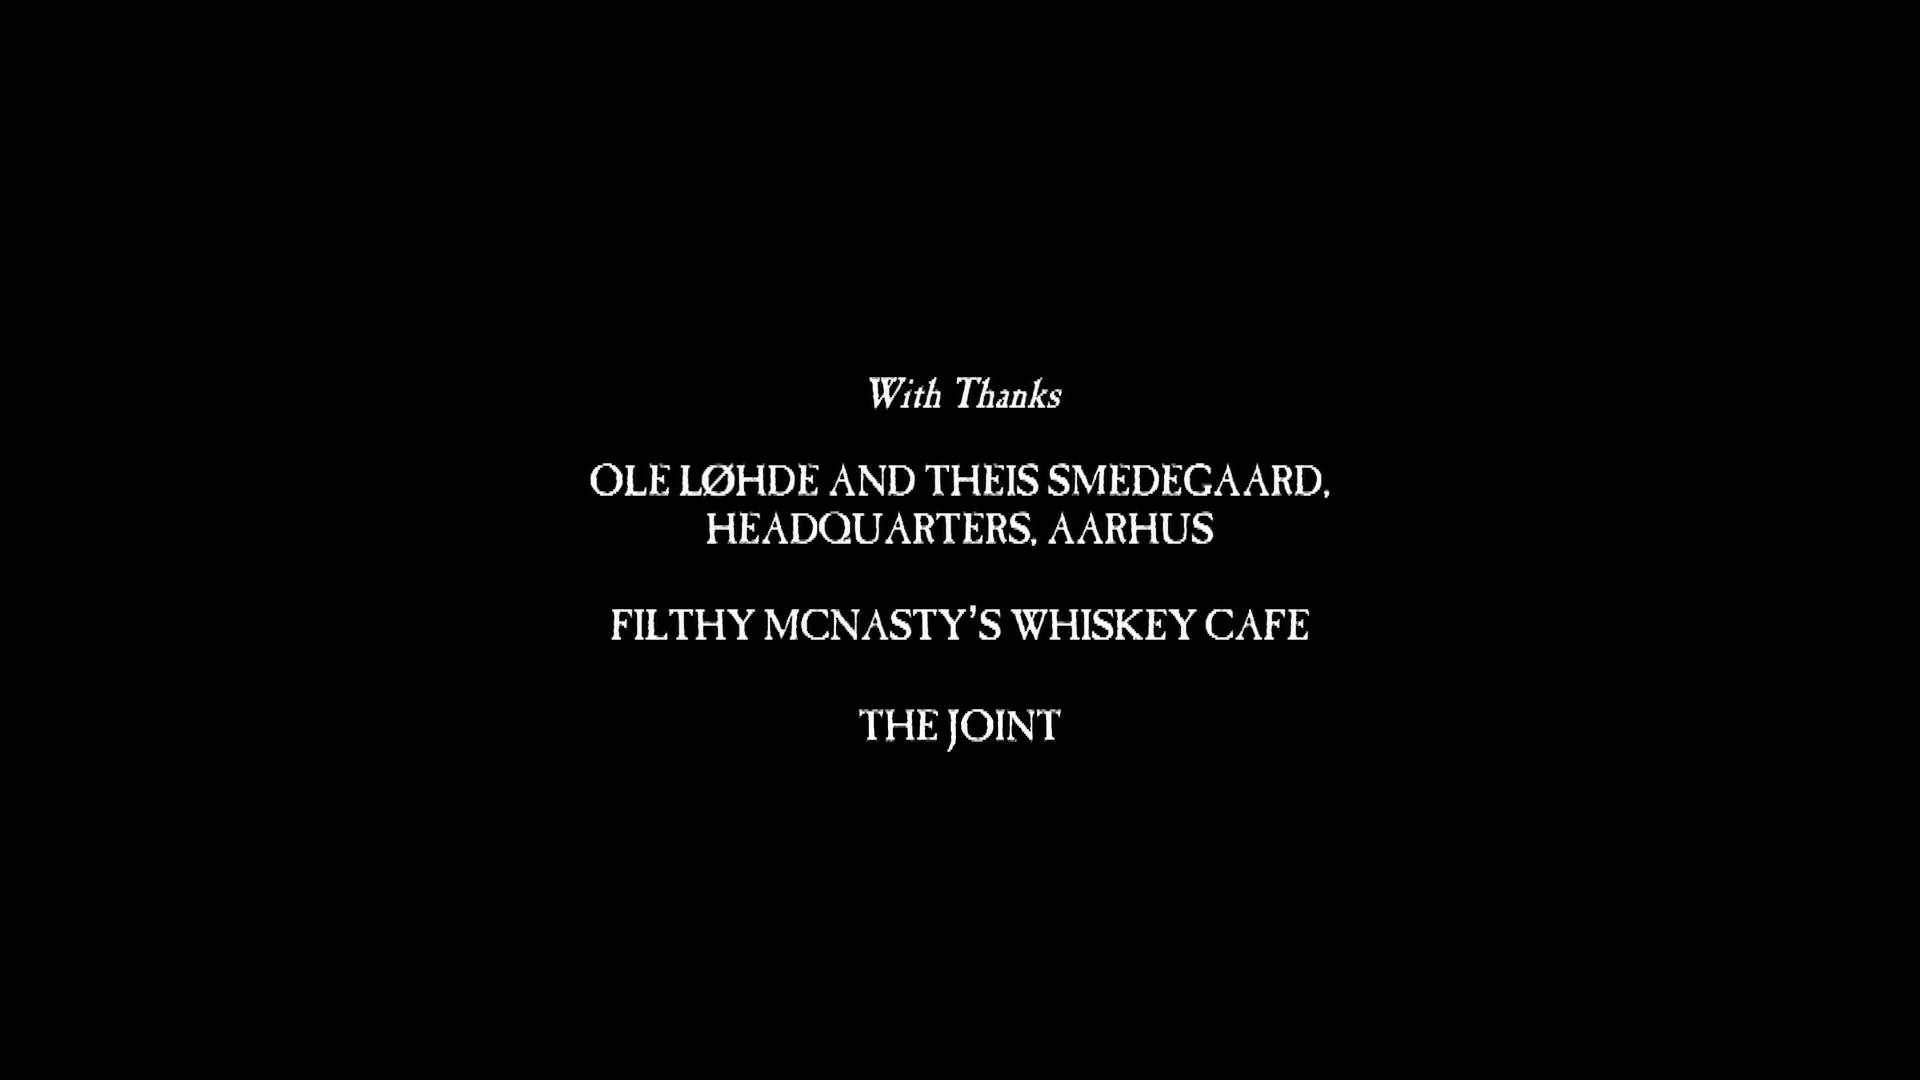 With Thanks
OLE LØHDE AND THEIS SMEDEGAARD,
HEADQUARTERS, AARHUS
FILTHY MCNASTY'S WHISKEY CAFE
THE JOINT